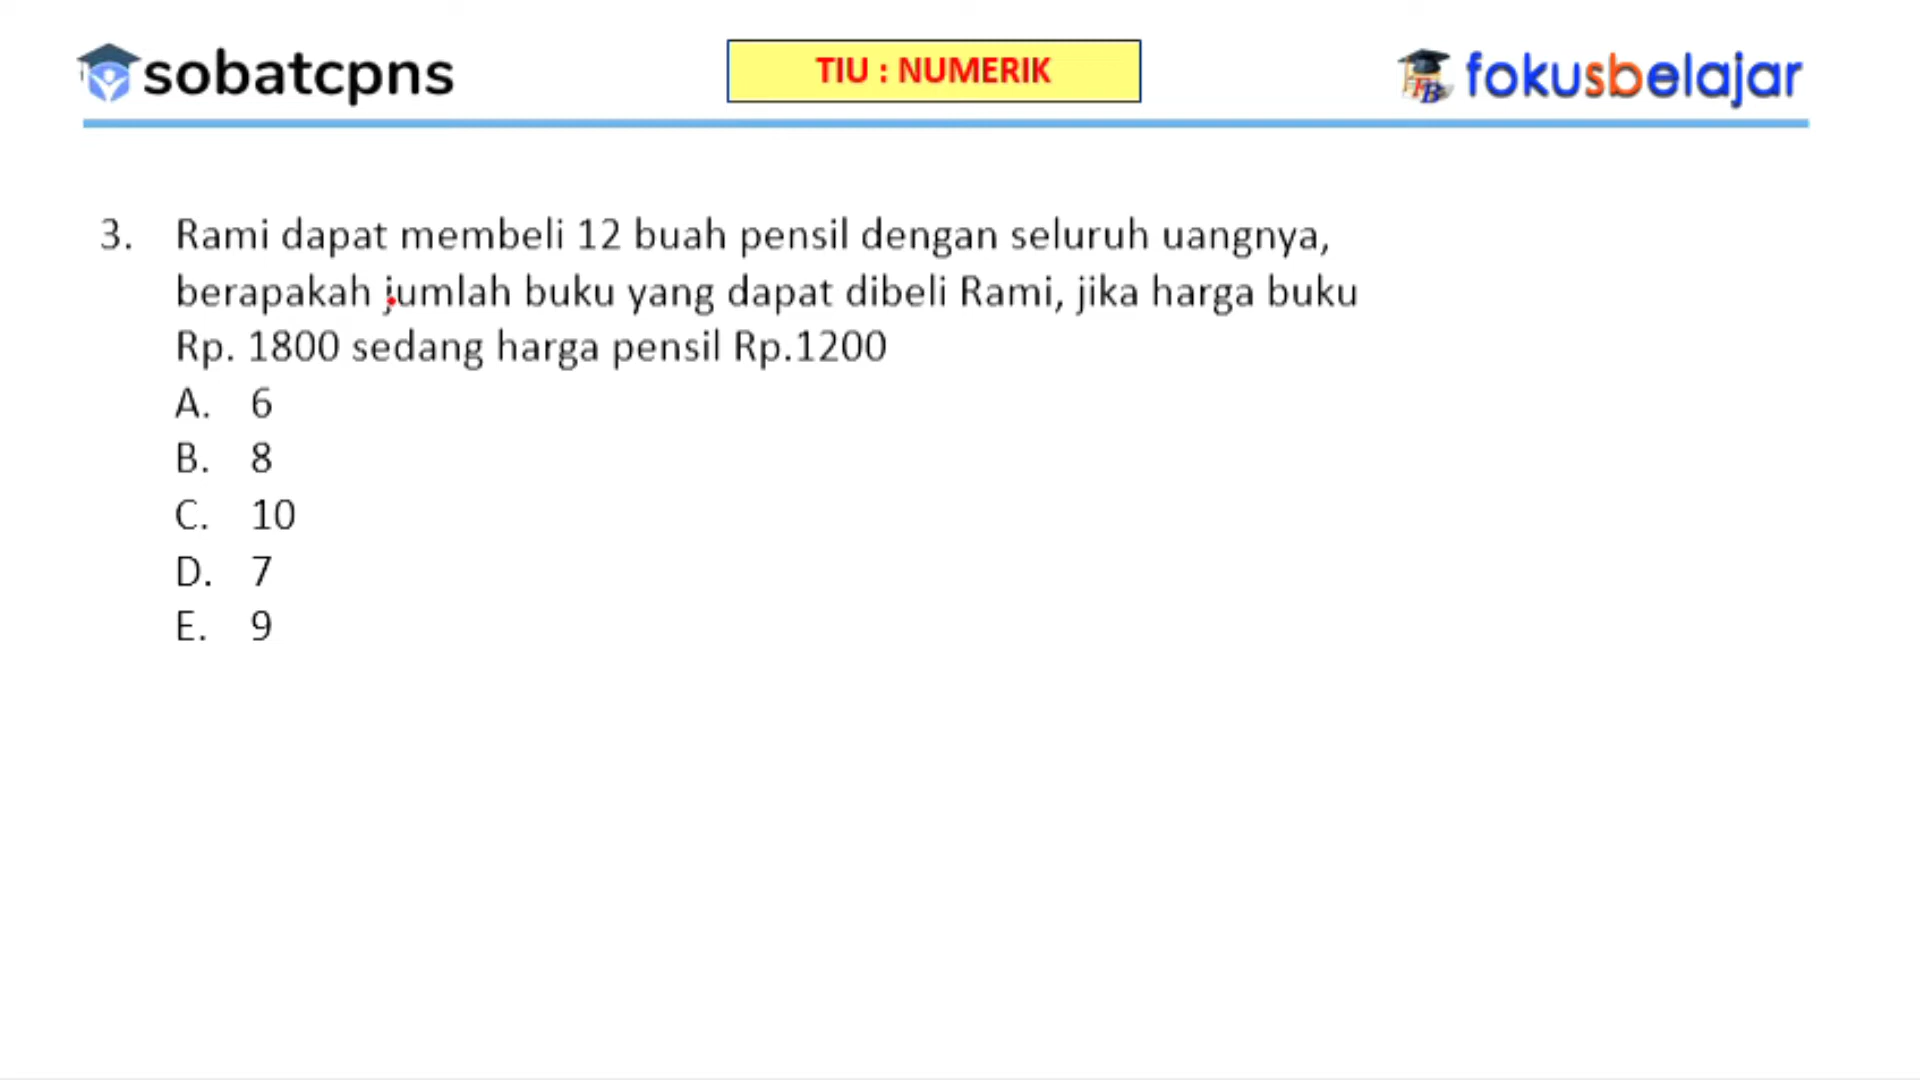 sobatcpns
TIU : NUMERIK
fokusbelajar
3. Rami dapat membeli 12 buah pensil dengan seluruh uangnya,
berapakah jumlah buku yang dapat dibeli Rami, jika harga buku
Rp. 1800 sedang harga pensil Rp.1200
A. 6
B. 8
C. 10
D. 7
E. 9